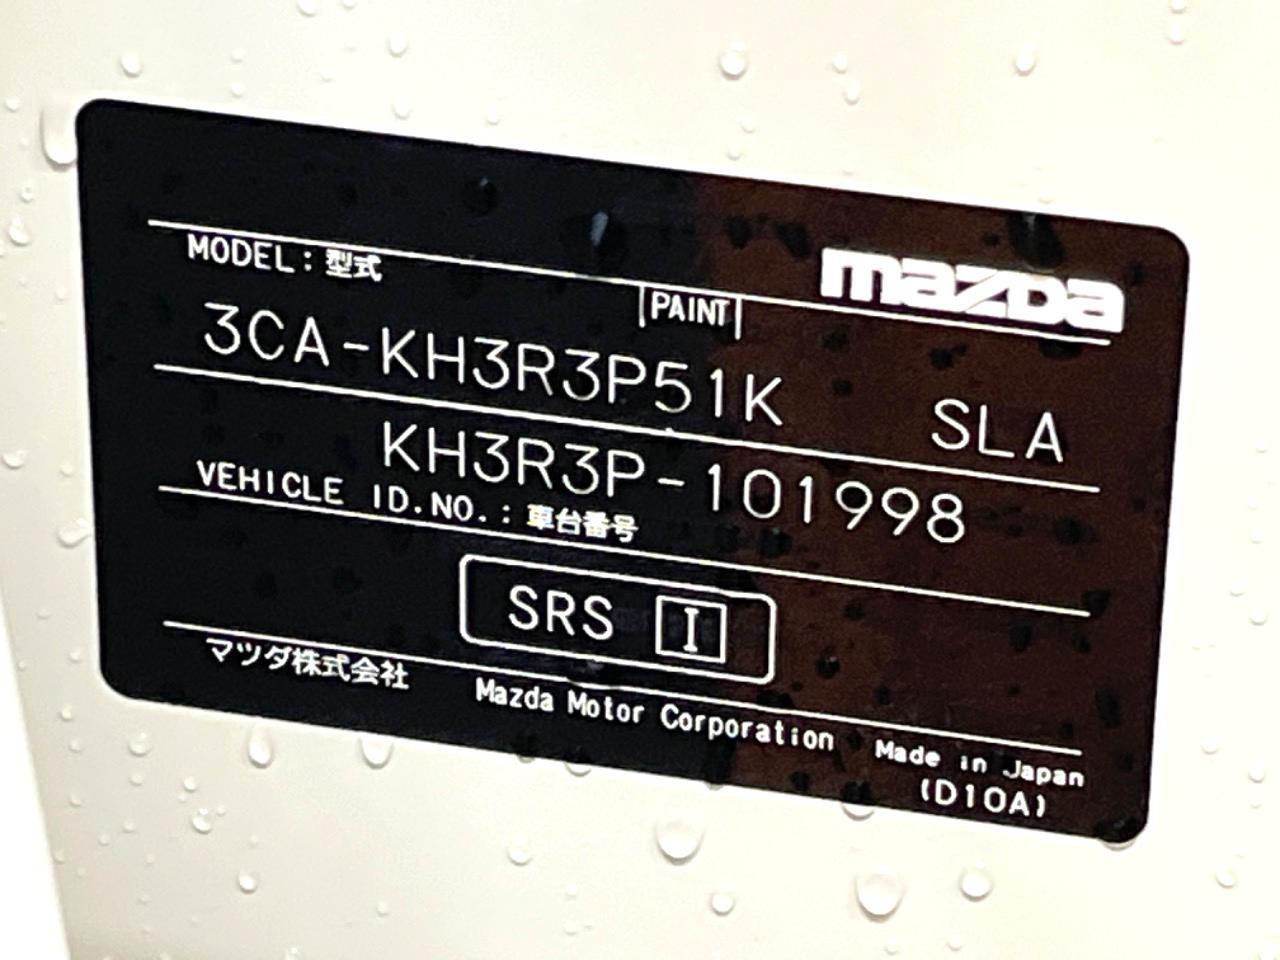 mazda
MODEL: 型式
PAINT
3CA-KH3R3P51K SLA
KH3R3P-101998
VEHICLE ID.NO.: 車台番号
SRS I
マツダ株式会社 Mazda Motor Corporation Made in Japan
(D10A)